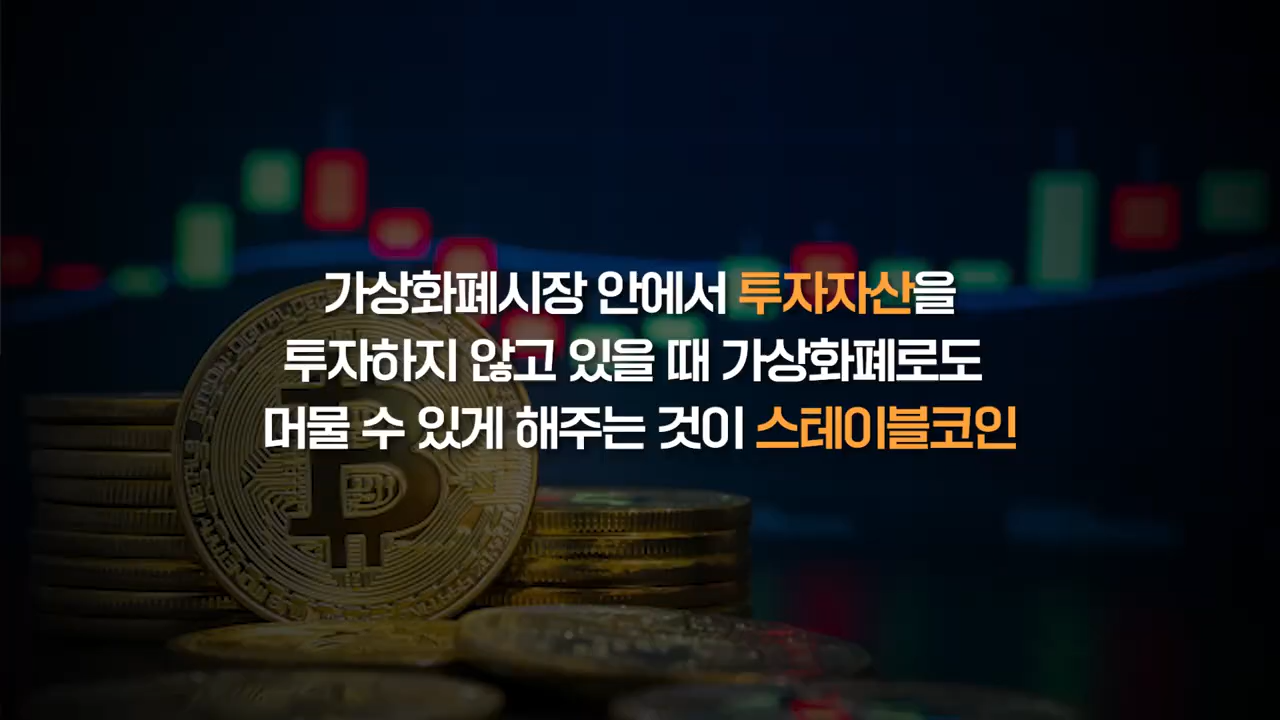 가상화폐시장 안에서 투자자산을
투자하지 않고 있을 때 가상화폐로도
머물 수 있게 해주는 것이 스테이블코인